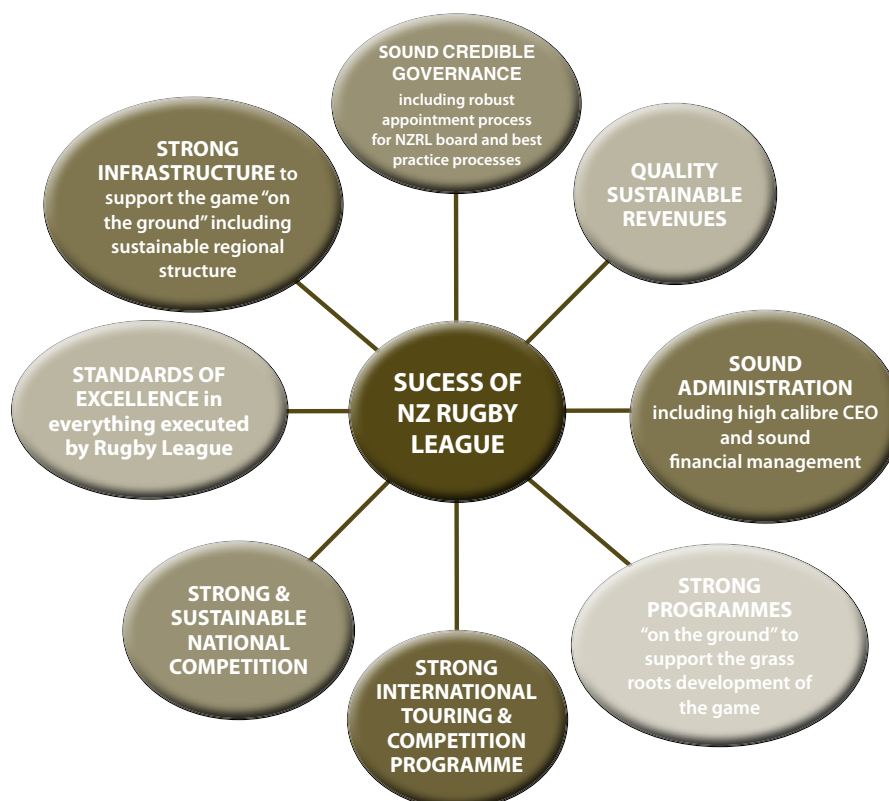 SOUND CREDIBLE
GOVERNANCE
including robust
appointment process
for NZRL board and best
practice processes
QUALITY
SUSTAINABLE
REVENUES
SOUND
ADMINISTRATION
including high calibre CEO
and sound
financial management
STRONG
PROGRAMMES
“on the ground” to
support the grass
roots development of
the game
STRONG
INTERNATIONAL
TOURING &
COMPETITION
PROGRAMME
STRONG &
SUSTAINABLE
NATIONAL
COMPETITION
STANDARDS OF
EXCELLENCE in
everything executed
by Rugby League
STRONG
INFRASTRUCTURE to
support the game “on
the ground” including
sustainable regional
structure
SUCESS OF
NZ RUGBY
LEAGUE